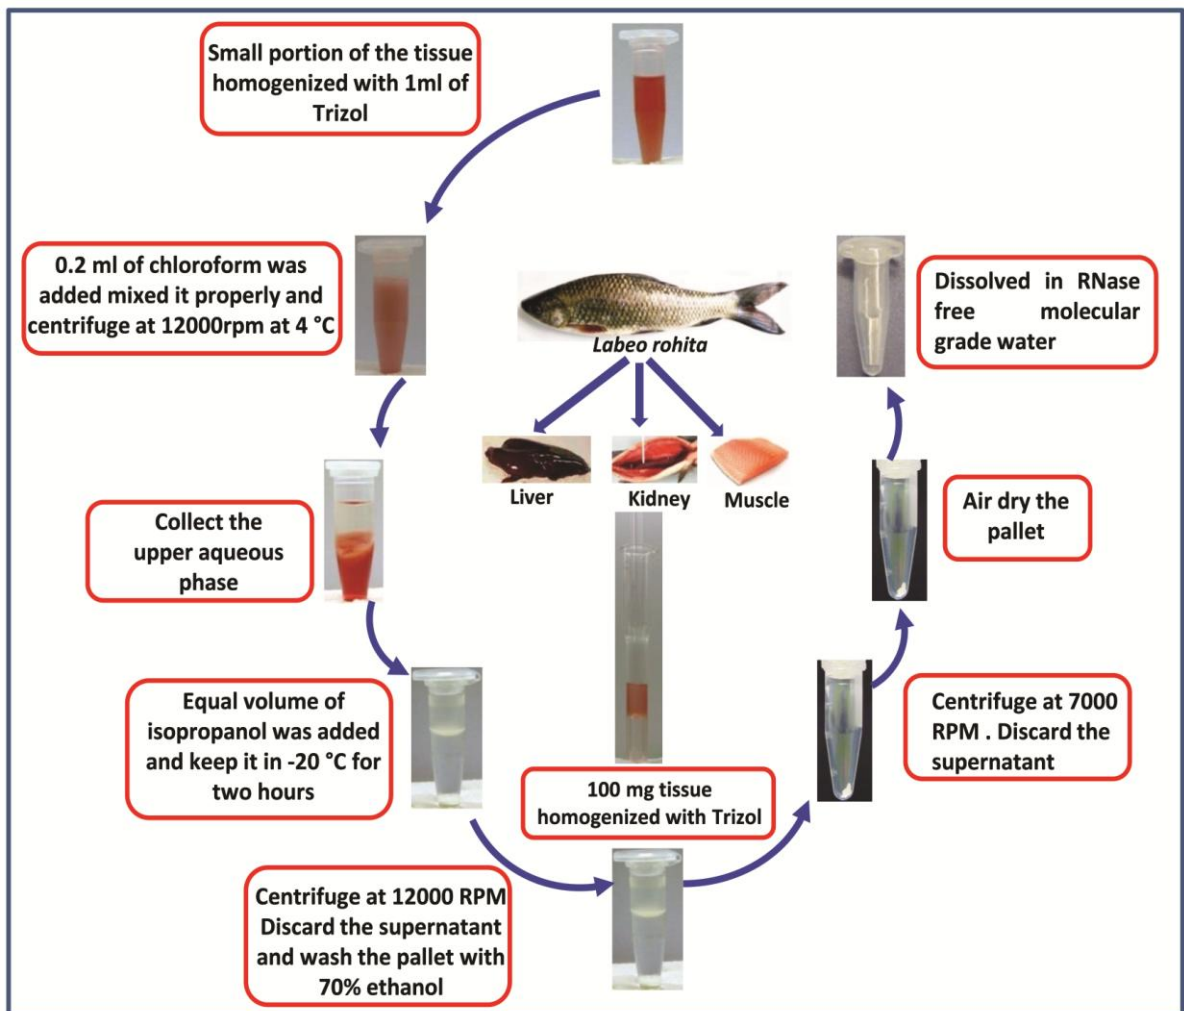 Small portion of the tissue
homogenized with 1ml of
Trizol
0.2 ml of chloroform was
added mixed it properly and
centrifuge at 12000rpm at 4 °C
Collect the
upper aqueous
phase
Equal volume of
isopropanol was added
and keep it in -20 °C for
two hours
Centrifuge at 12000 RPM
Discard the supernatant
and wash the pallet with
70% ethanol
Labeo rohita
Liver
Kidney
Muscle
100 mg tissue
homogenized with Trizol
Centrifuge at 7000
RPM . Discard the
supernatant
Air dry the
pallet
Dissolved in RNase
free molecular
grade water